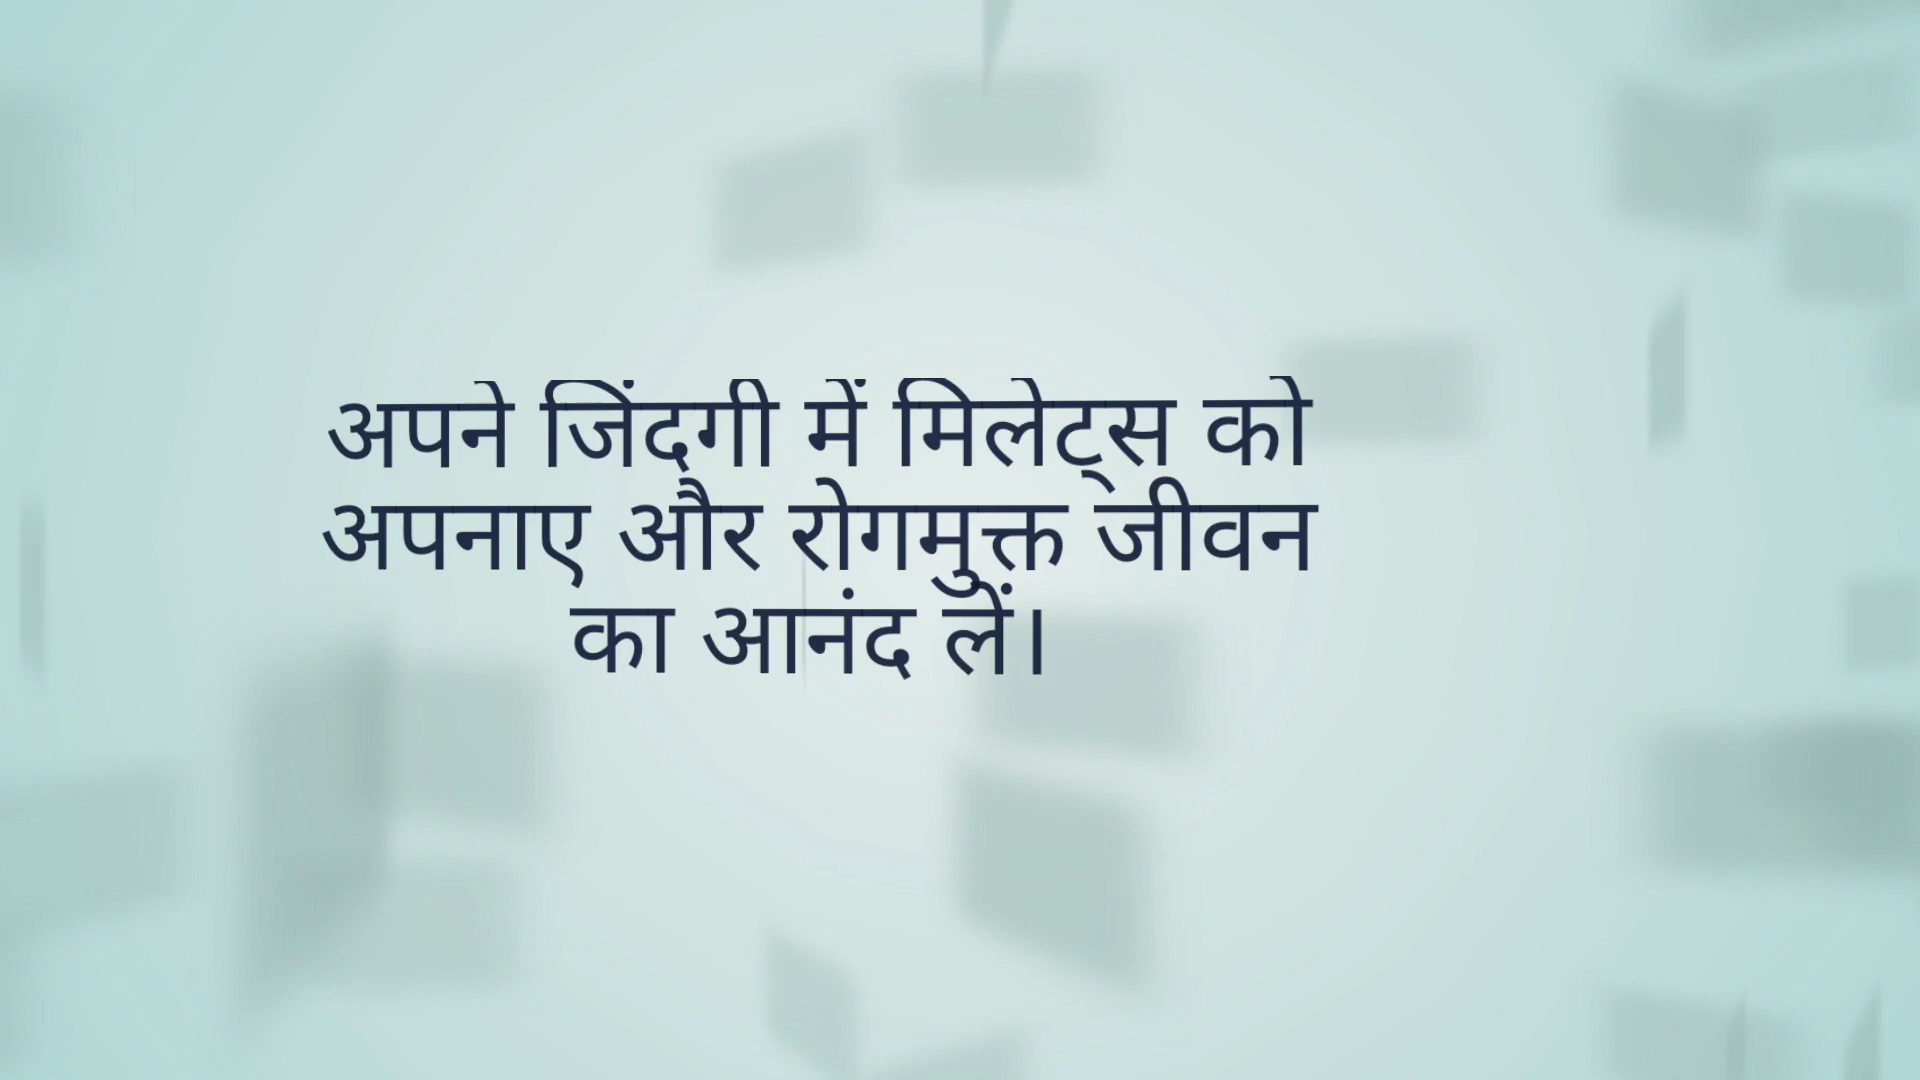 अपने जिंदगी में मिलेट्स को
अपनाए और रोगमुक्त जीवन
का आनंद लें।